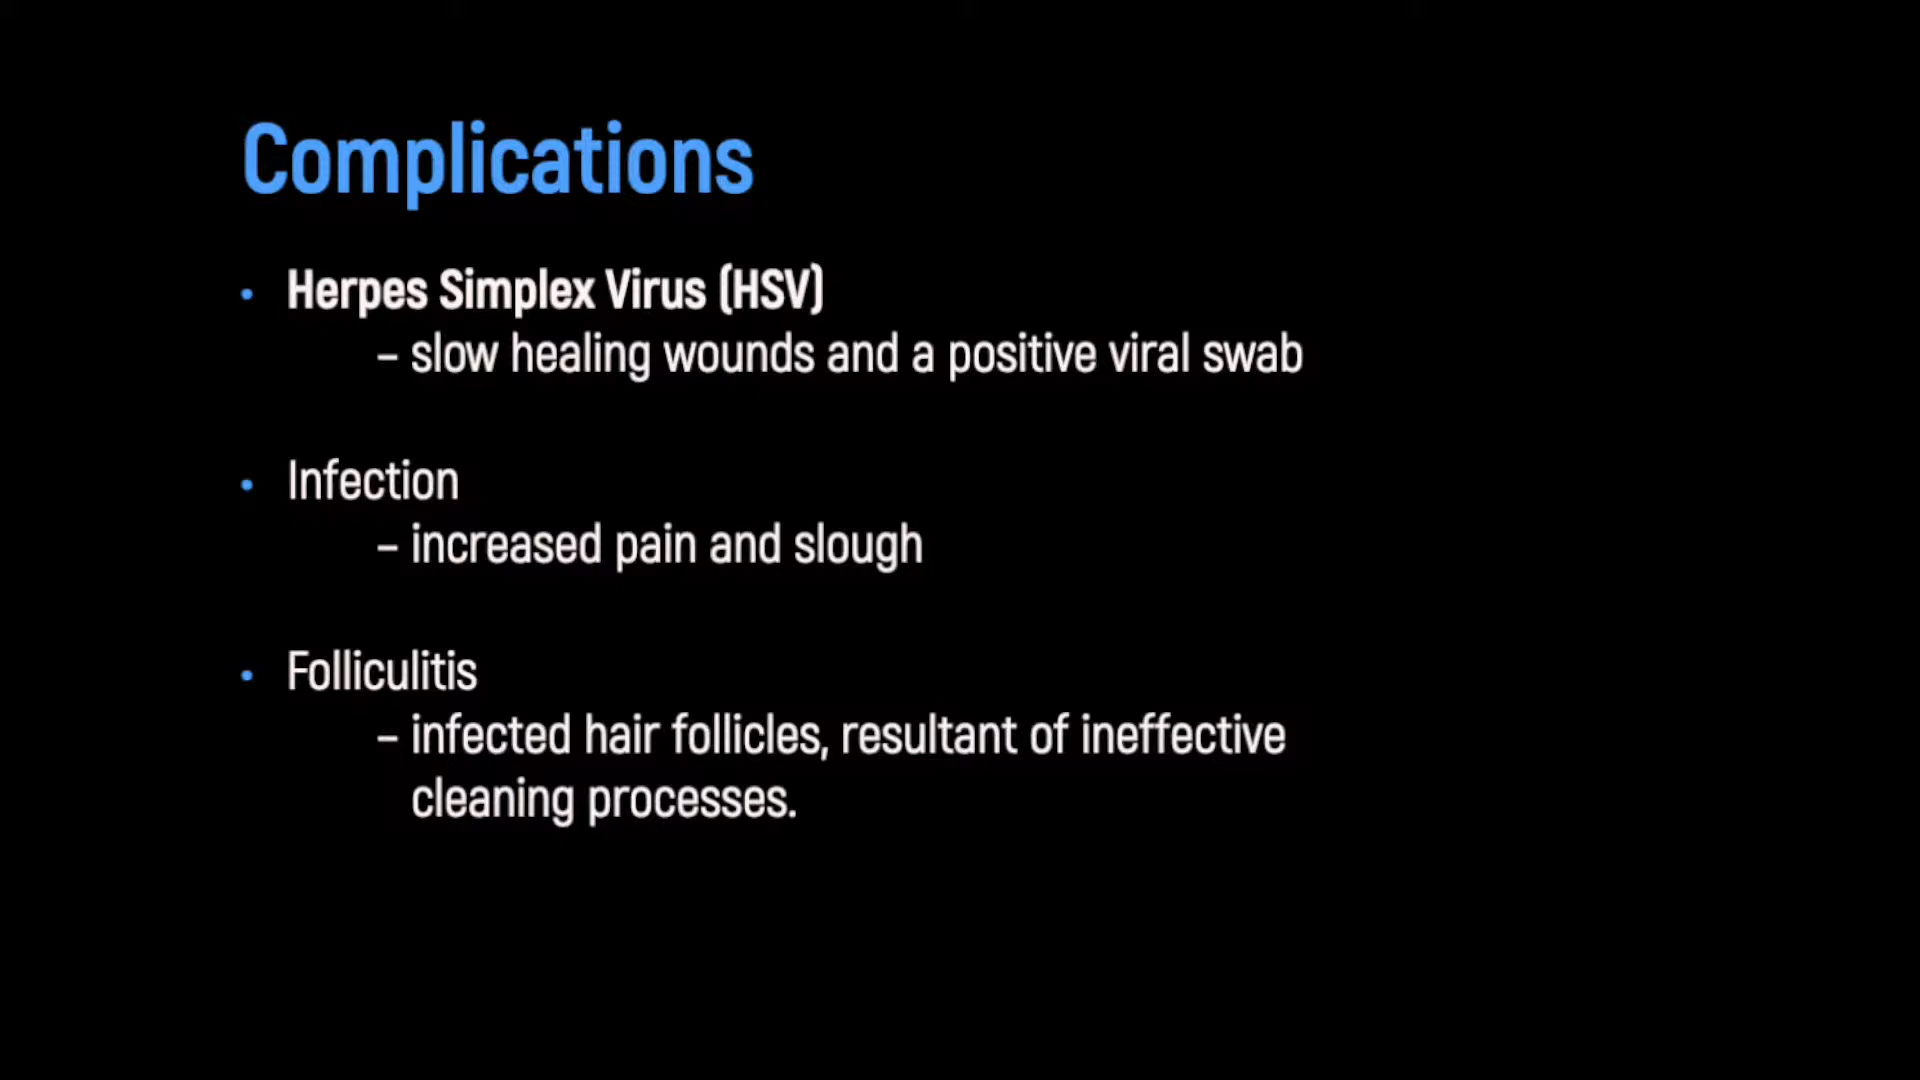 Complications
• Herpes Simplex Virus (HSV)
– slow healing wounds and a positive viral swab
• Infection
– increased pain and slough
• Folliculitis
– infected hair follicles, resultant of ineffective
cleaning processes.